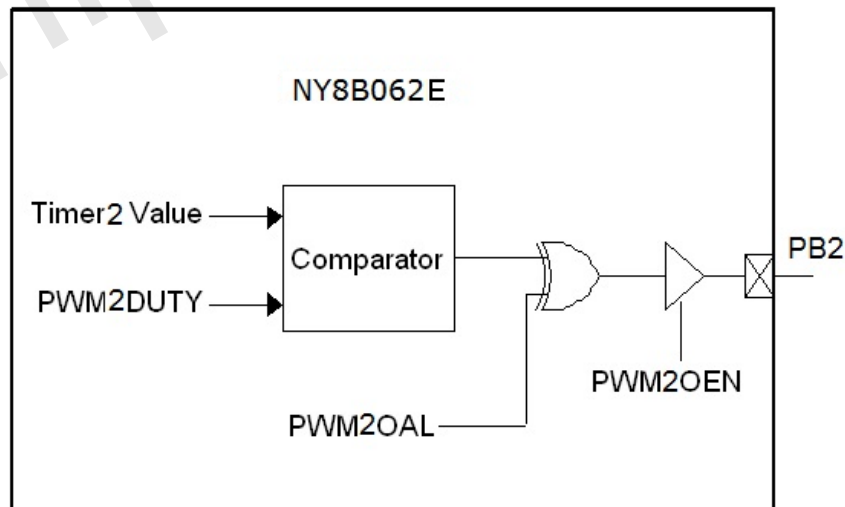 NY8B062E
Timer2 Value
Comparator
PWM2DUTY
PB2
PWM2OEN
PWM2OAL